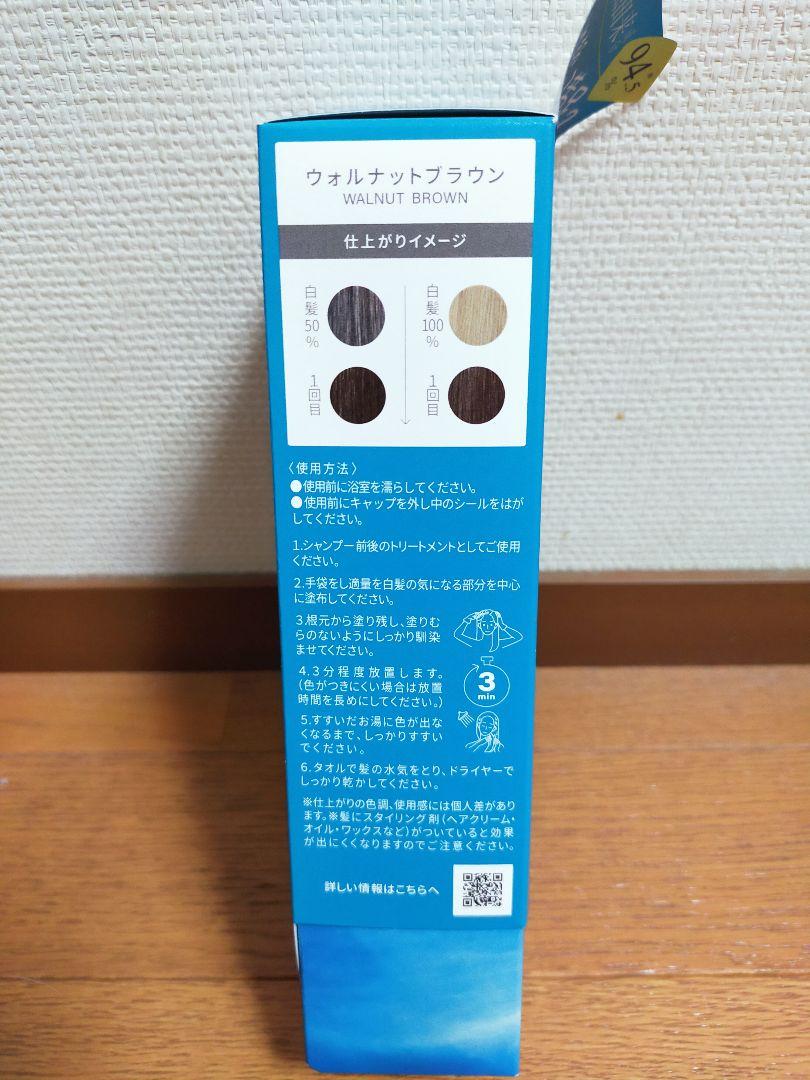 94.5
%
ウォルナットブラウン
WALNUT BROWN
仕上がりイメージ
白髪50%
白髪100%
1回目
1回目
〈使用方法〉
●使用前に浴室を濡らしてください。
●使用前にキャップを外し中のシールをはが
してください。
1.シャンプー前後のトリートメントとしてご使用
ください。
2.手袋をし適量を白髪の気になる部分を中心
に塗布してください。
3.根元から塗り残し、塗りむ
らのないようにしっかり馴染
ませてください。
4.3分程度放置します。
(色がつきにくい場合は放置
時間を長めにしてください。)
3
min
5.すすいだお湯に色が出な
くなるまで、しっかりすすい
でください。
6.タオルで髪の水気をとり、ドライヤーで
しっかり乾かしてください。
※仕上がりの色調、使用感には個人差があり
ます。※髪にスタイリング剤(ヘアクリーム・
オイル・ワックスなど)がついていると効果
が出にくくなりますのでご注意ください。
詳しい情報はこちらへ